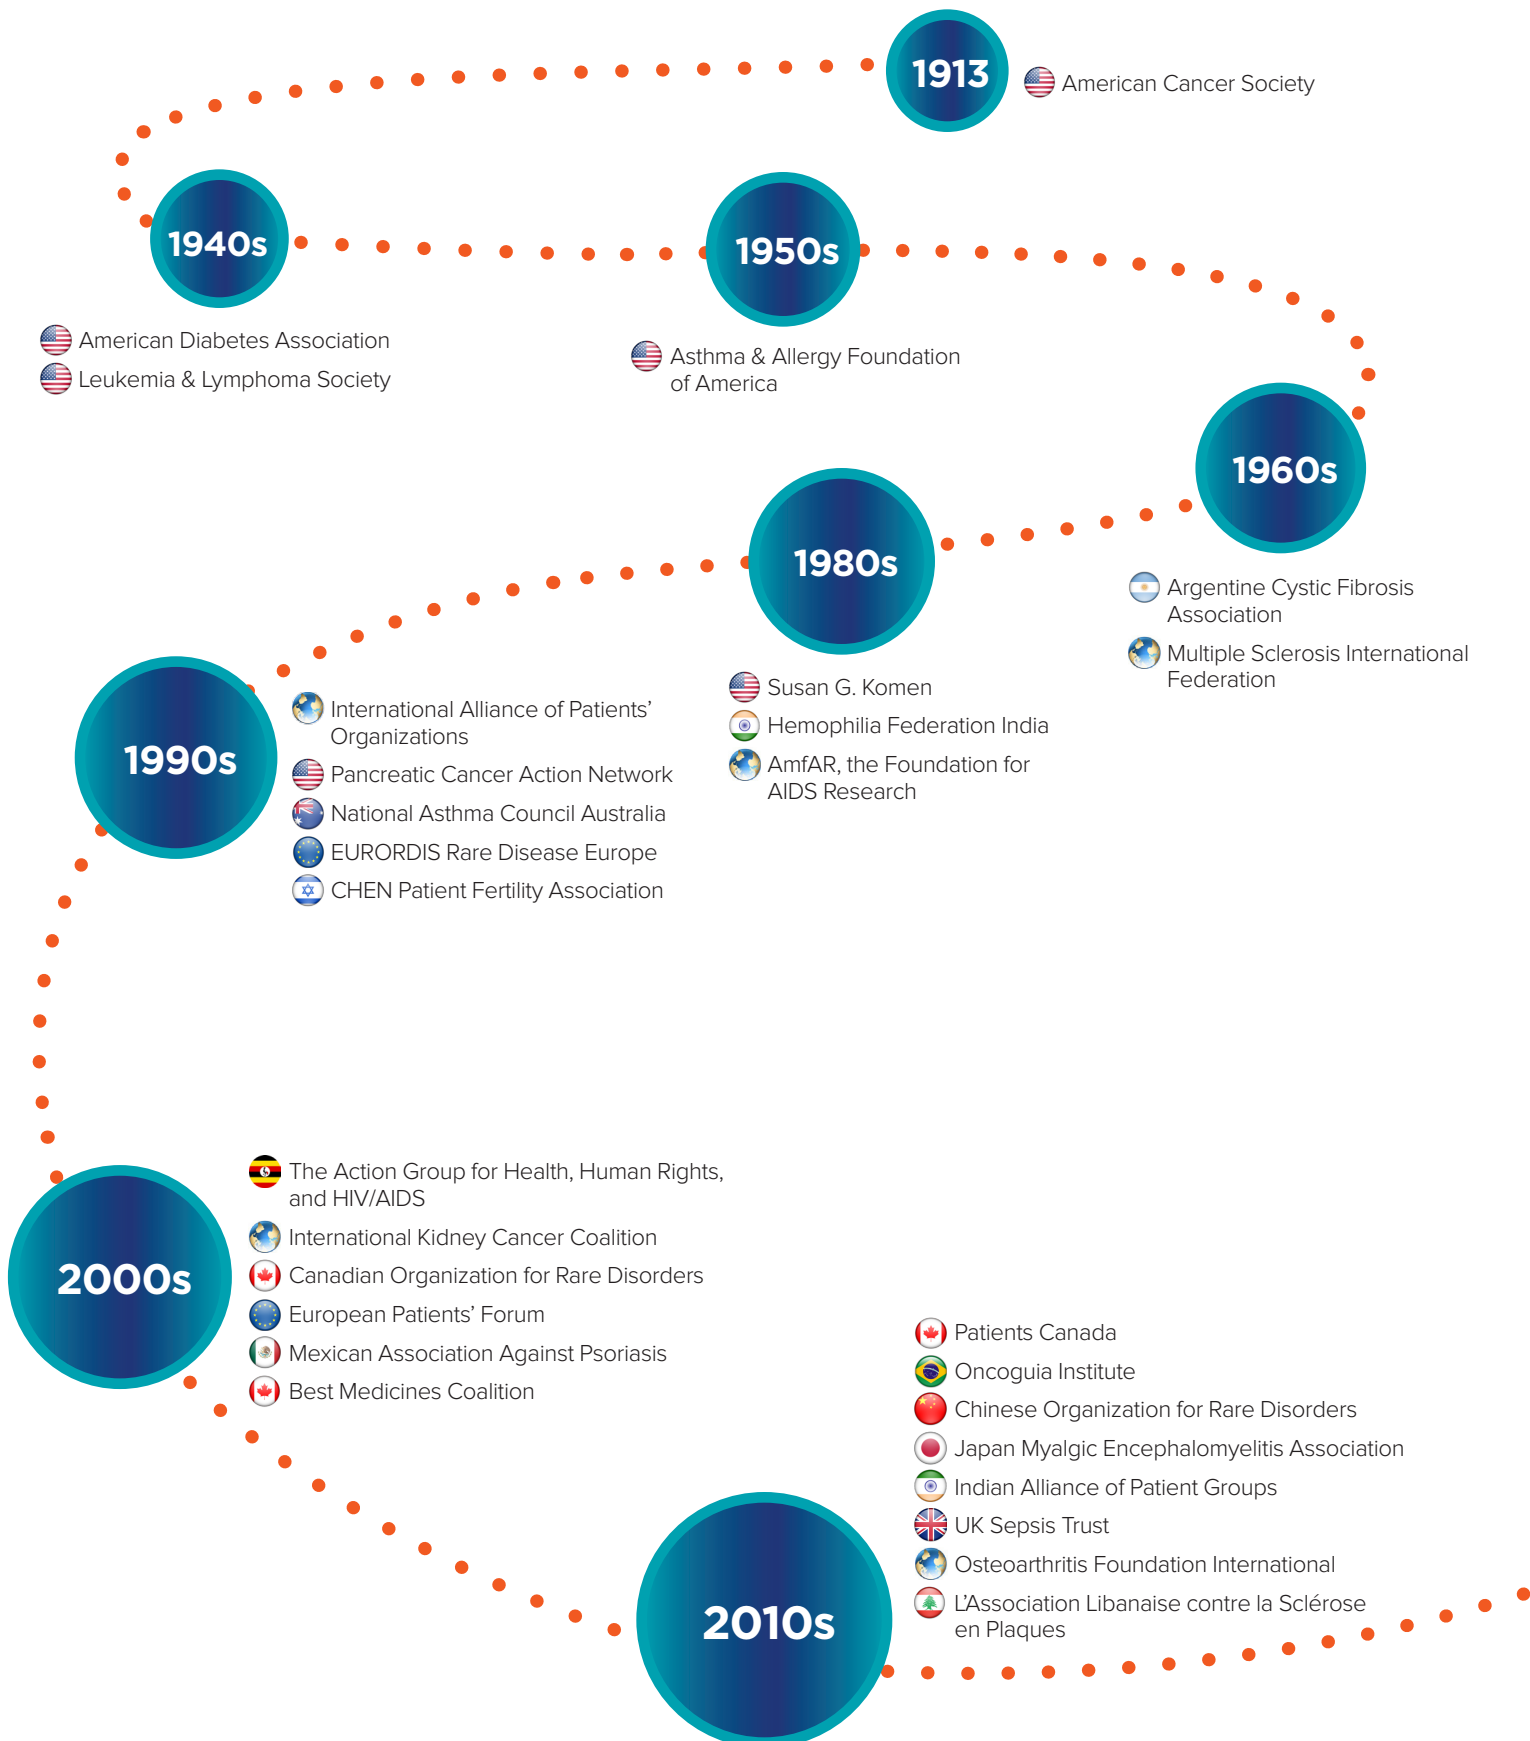 1913
American Cancer Society
1940s
American Diabetes Association
Leukemia & Lymphoma Society
1950s
Asthma & Allergy Foundation
of America
1960s
Argentine Cystic Fibrosis
Association
Multiple Sclerosis International
Federation
1980s
Susan G. Komen
Hemophilia Federation India
AmfAR, the Foundation for
AIDS Research
1990s
International Alliance of Patients’
Organizations
Pancreatic Cancer Action Network
National Asthma Council Australia
EURORDIS Rare Disease Europe
CHEN Patient Fertility Association
2000s
The Action Group for Health, Human Rights,
and HIV/AIDS
International Kidney Cancer Coalition
Canadian Organization for Rare Disorders
European Patients’ Forum
Mexican Association Against Psoriasis
Best Medicines Coalition
2010s
Patients Canada
Oncoguia Institute
Chinese Organization for Rare Disorders
Japan Myalgic Encephalomyelitis Association
Indian Alliance of Patient Groups
UK Sepsis Trust
Osteoarthritis Foundation International
L’Association Libanaise contre la Sclérose
en Plaques